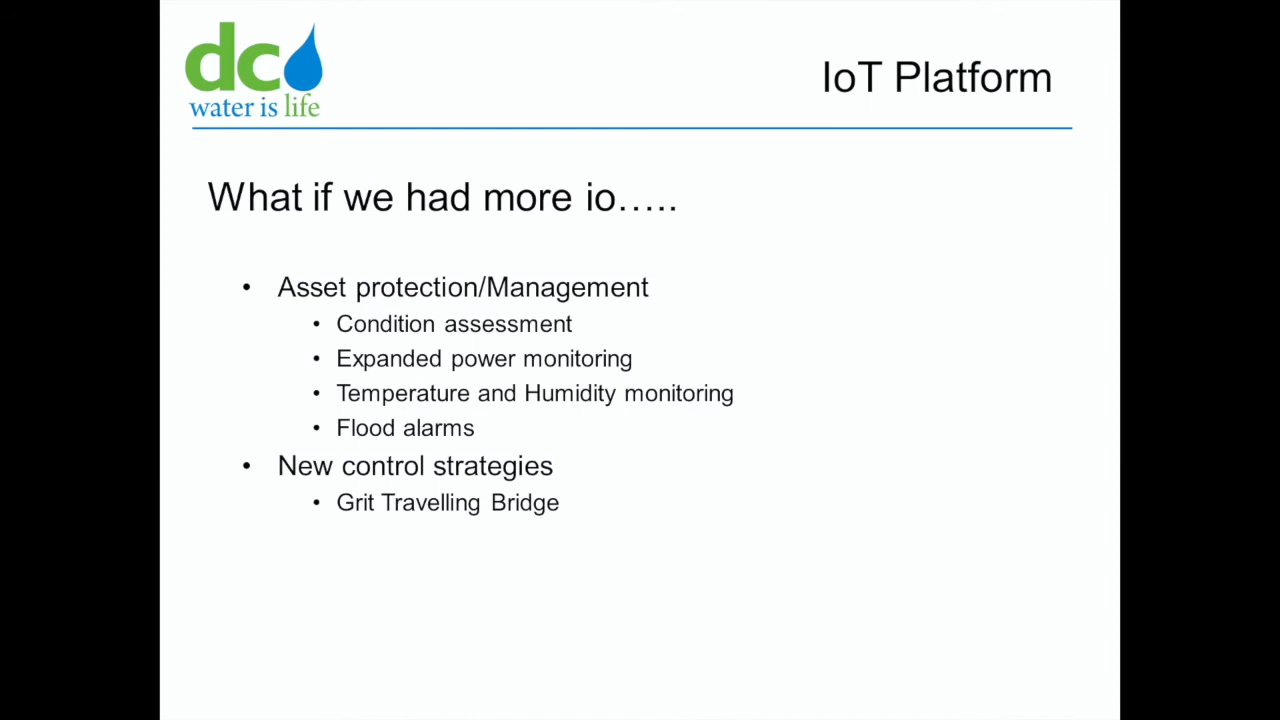 dc
water is life
IoT Platform
What if we had more io…..
• Asset protection/Management
• Condition assessment
• Expanded power monitoring
• Temperature and Humidity monitoring
• Flood alarms
• New control strategies
• Grit Travelling Bridge